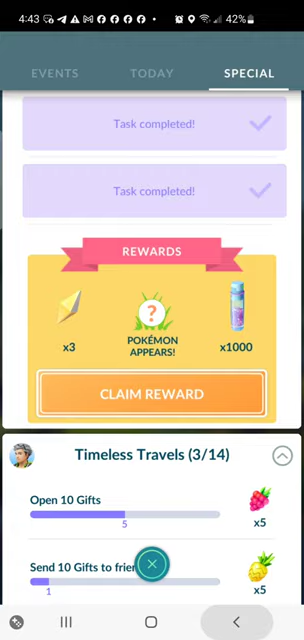 4:43
42%
EVENTS TODAY SPECIAL
Task completed!
Task completed!
REWARDS
?
x3
POKÉMON
APPEARS!
x1000
CLAIM REWARD
Timeless Travels (3/14)
Open 10 Gifts
5
x5
Send 10 Gifts to frien
1
x5